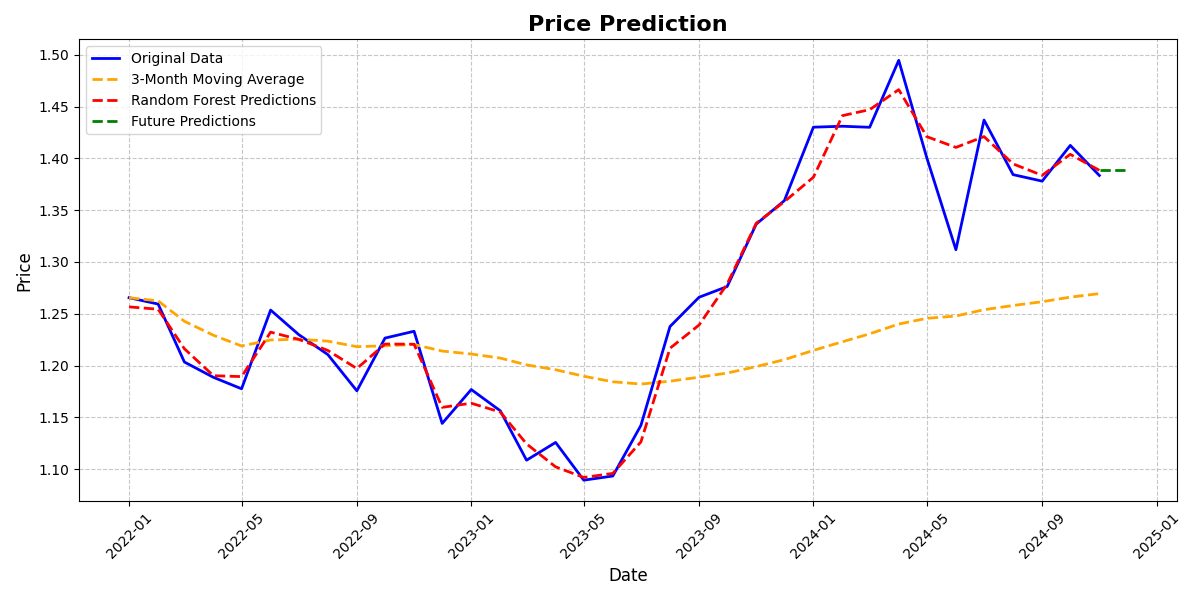 Price Prediction
Original Data
3-Month Moving Average
Random Forest Predictions
Future Predictions
Price
1.50
1.45
1.40
1.35
1.30
1.25
1.20
1.15
1.10
2022-01
2022-05
2022-09
2023-01
2023-05
2023-09
2024-01
2024-05
2024-09
2025-01
Date